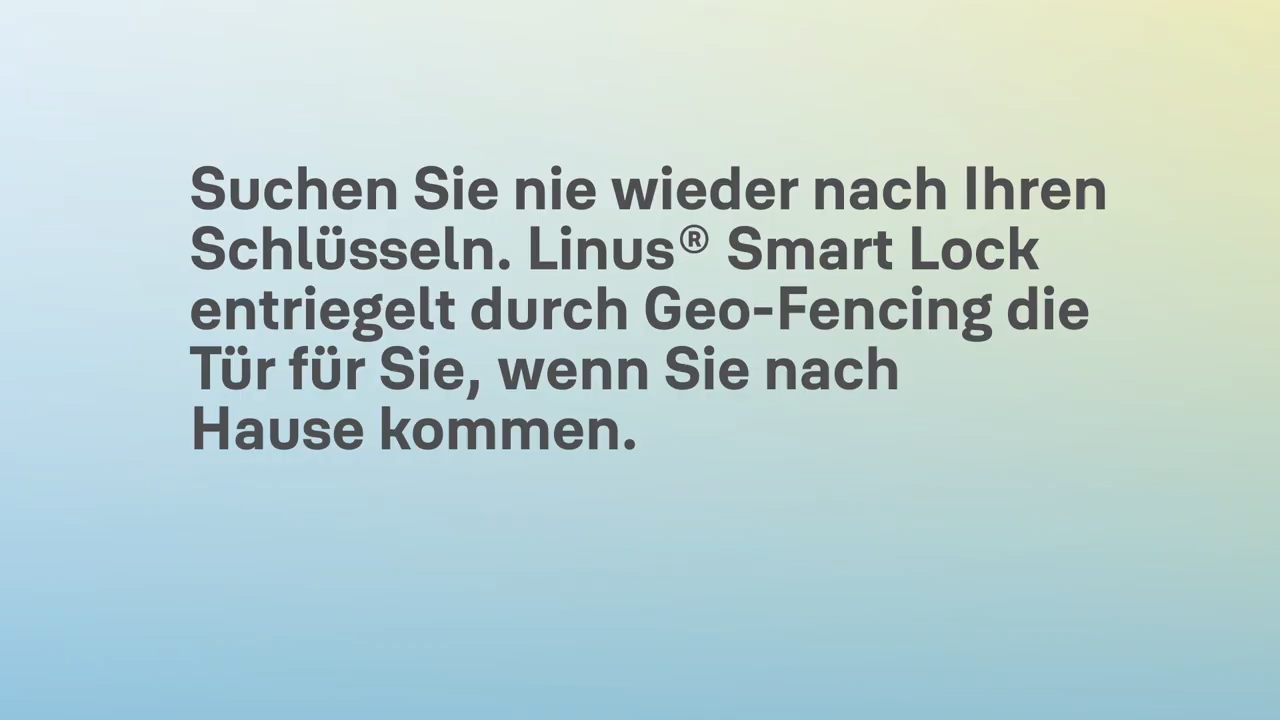 Suchen Sie nie wieder nach Ihren
Schlüsseln. Linus® Smart Lock
entriegelt durch Geo-Fencing die
Tür für Sie, wenn Sie nach
Hause kommen.